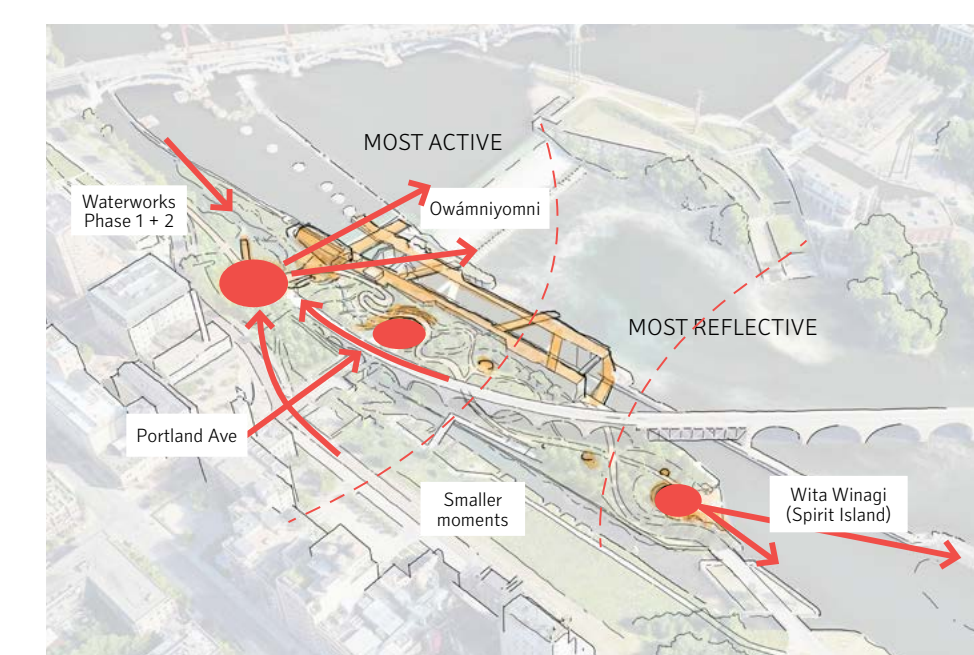 MOST ACTIVE
Waterworks
Phase 1 + 2
Owámniyomni
MOST REFLECTIVE
Portland Ave
Smaller
moments
Wita Winagi
(Spirit Island)